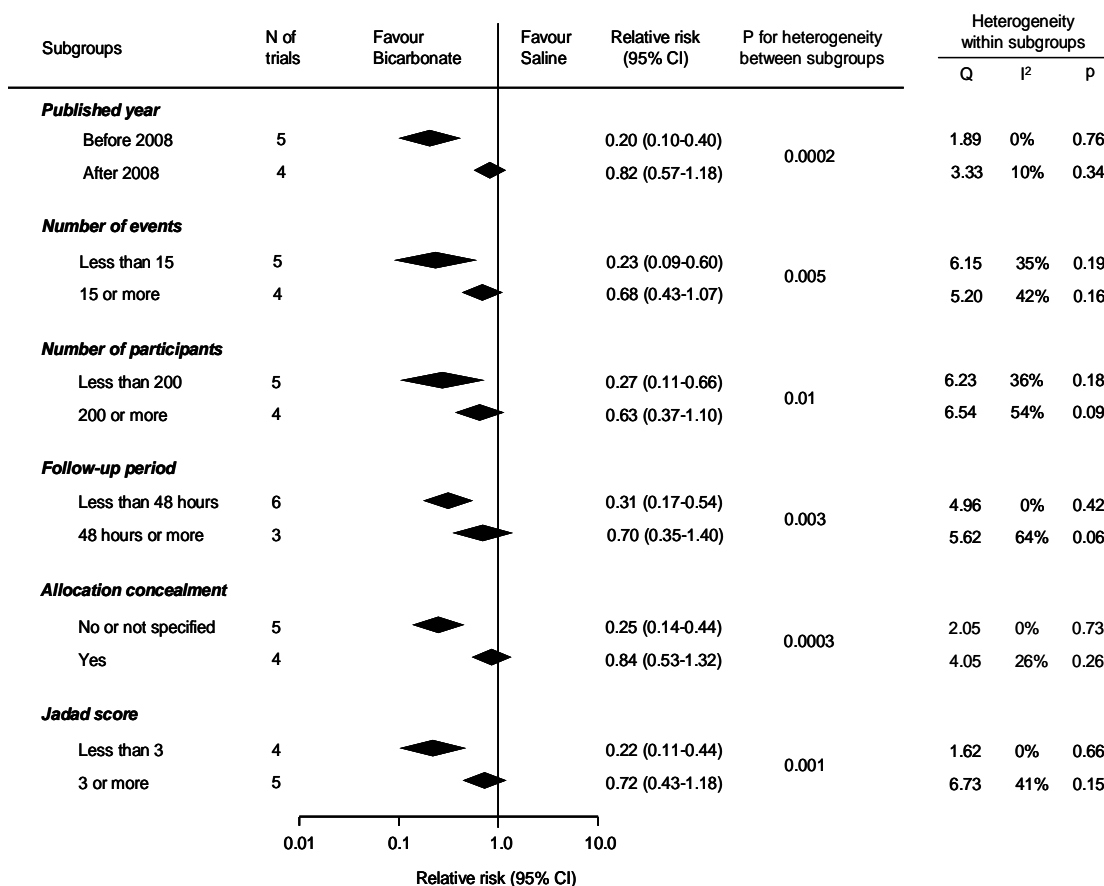 Subgroups N of trials Favour Bicarbonate Favour Saline Relative risk (95% CI) P for heterogeneity between subgroups Heterogeneity within subgroups
Q I² p
Published year
Before 2008 5 0.20 (0.10-0.40) 1.89 0% 0.76
0.0002
After 2008 4 0.82 (0.57-1.18) 3.33 10% 0.34
Number of events
Less than 15 5 0.23 (0.09-0.60) 6.15 35% 0.19
0.005
15 or more 4 0.68 (0.43-1.07) 5.20 42% 0.16
Number of participants
Less than 200 5 0.27 (0.11-0.66) 6.23 36% 0.18
0.01
200 or more 4 0.63 (0.37-1.10) 6.54 54% 0.09
Follow-up period
Less than 48 hours 6 0.31 (0.17-0.54) 4.96 0% 0.42
0.003
48 hours or more 3 0.70 (0.35-1.40) 5.62 64% 0.06
Allocation concealment
No or not specified 5 0.25 (0.14-0.44) 2.05 0% 0.73
0.0003
Yes 4 0.84 (0.53-1.32) 4.05 26% 0.26
Jadad score
Less than 3 4 0.22 (0.11-0.44) 1.62 0% 0.66
0.001
3 or more 5 0.72 (0.43-1.18) 6.73 41% 0.15
0.01 0.1 1.0 10.0
Relative risk (95% CI)